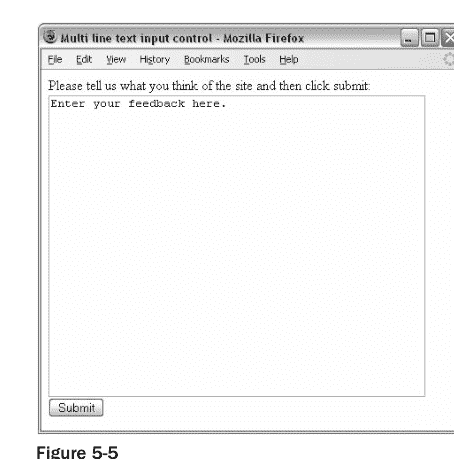 Multi line text input control - Mozilla Firefox
File Edit View History Bookmarks Tools Help
Please tell us what you think of the site and then click submit:
Enter your feedback here.
Submit
Figure 5-5